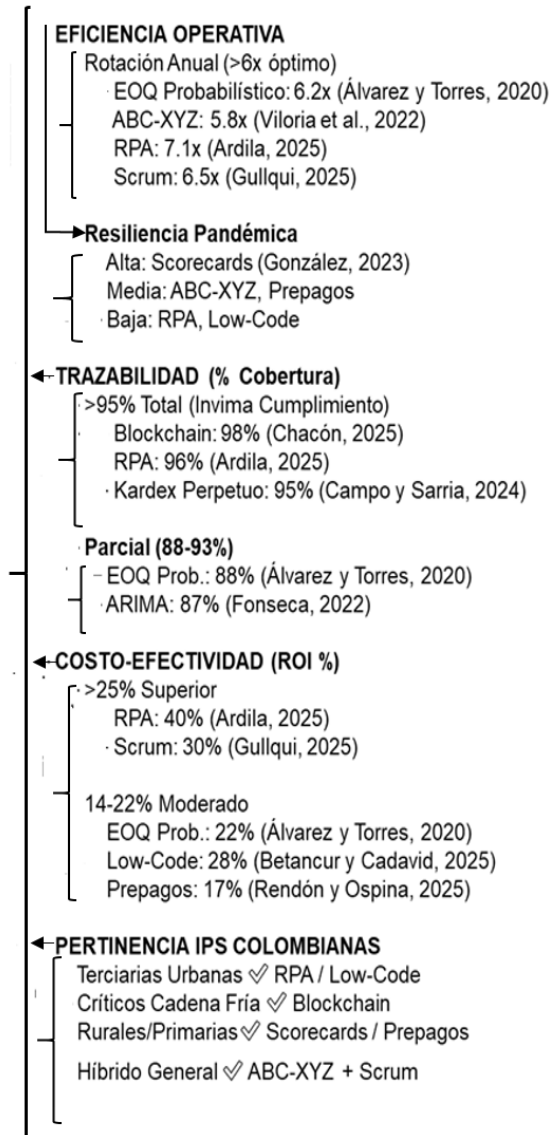 EFICIENCIA OPERATIVA
Rotación Anual (>6x óptimo)
· EOQ Probabilístico: 6.2x (Álvarez y Torres, 2020)
ABC-XYZ: 5.8x (Viloria et al., 2022)
RPA: 7.1x (Ardila, 2025)
Scrum: 6.5x (Gullqui, 2025)
Resiliencia Pandémica
Alta: Scorecards (González, 2023)
Media: ABC-XYZ, Prepagos
· Baja: RPA, Low-Code
TRAZABILIDAD (% Cobertura)
>95% Total (Invima Cumplimiento)
Blockchain: 98% (Chacón, 2025)
RPA: 96% (Ardila, 2025)
· Kardex Perpetuo: 95% (Campo y Sarria, 2024)
Parcial (88-93%)
- EOQ Prob.: 88% (Álvarez y Torres, 2020)
· ARIMA: 87% (Fonseca, 2022)
COSTO-EFECTIVIDAD (ROI %)
>25% Superior
RPA: 40% (Ardila, 2025)
· Scrum: 30% (Gullqui, 2025)
14-22% Moderado
EOQ Prob.: 22% (Álvarez y Torres, 2020)
Low-Code: 28% (Betancur y Cadavid, 2025)
Prepagos: 17% (Rendón y Ospina, 2025)
PERTINENCIA IPS COLOMBIANAS
Terciarias Urbanas ✓ RPA / Low-Code
Críticos Cadena Fría ✓ Blockchain
Rurales/Primarias ✓ Scorecards / Prepagos
Híbrido General ✓ ABC-XYZ + Scrum